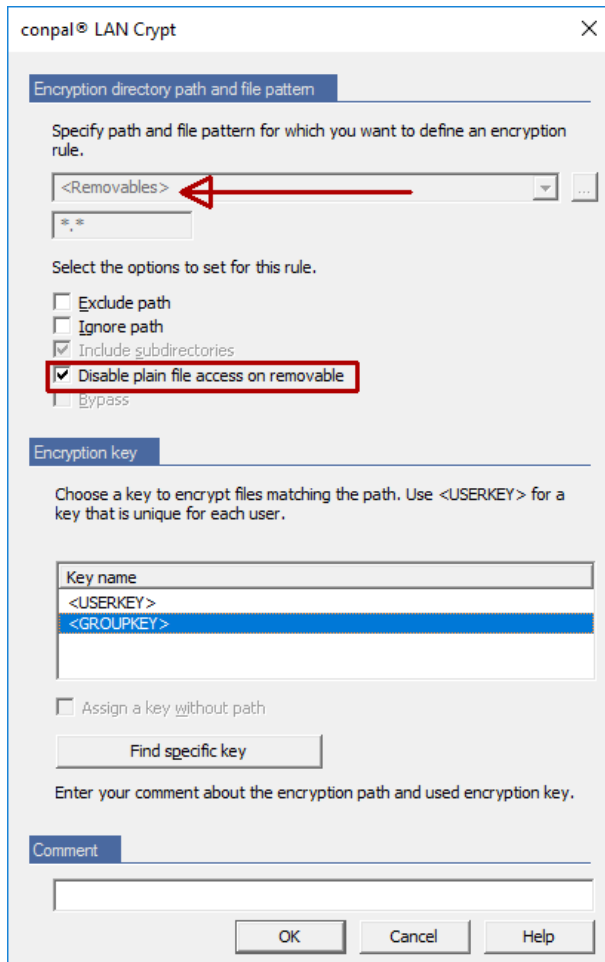 conpal® LAN Crypt
Encryption directory path and file pattern
Specify path and file pattern for which you want to define an encryption
rule.
<Removables>
...
*.*
Select the options to set for this rule.
Exclude path
Ignore path
Include subdirectories
Disable plain file access on removable
Bypass
Encryption key
Choose a key to encrypt files matching the path. Use <USERKEY> for a
key that is unique for each user.
Key name
<USERKEY>
<GROUPKEY>
Assign a key without path
Find specific key
Enter your comment about the encryption path and used encryption key.
Comment
OK Cancel Help